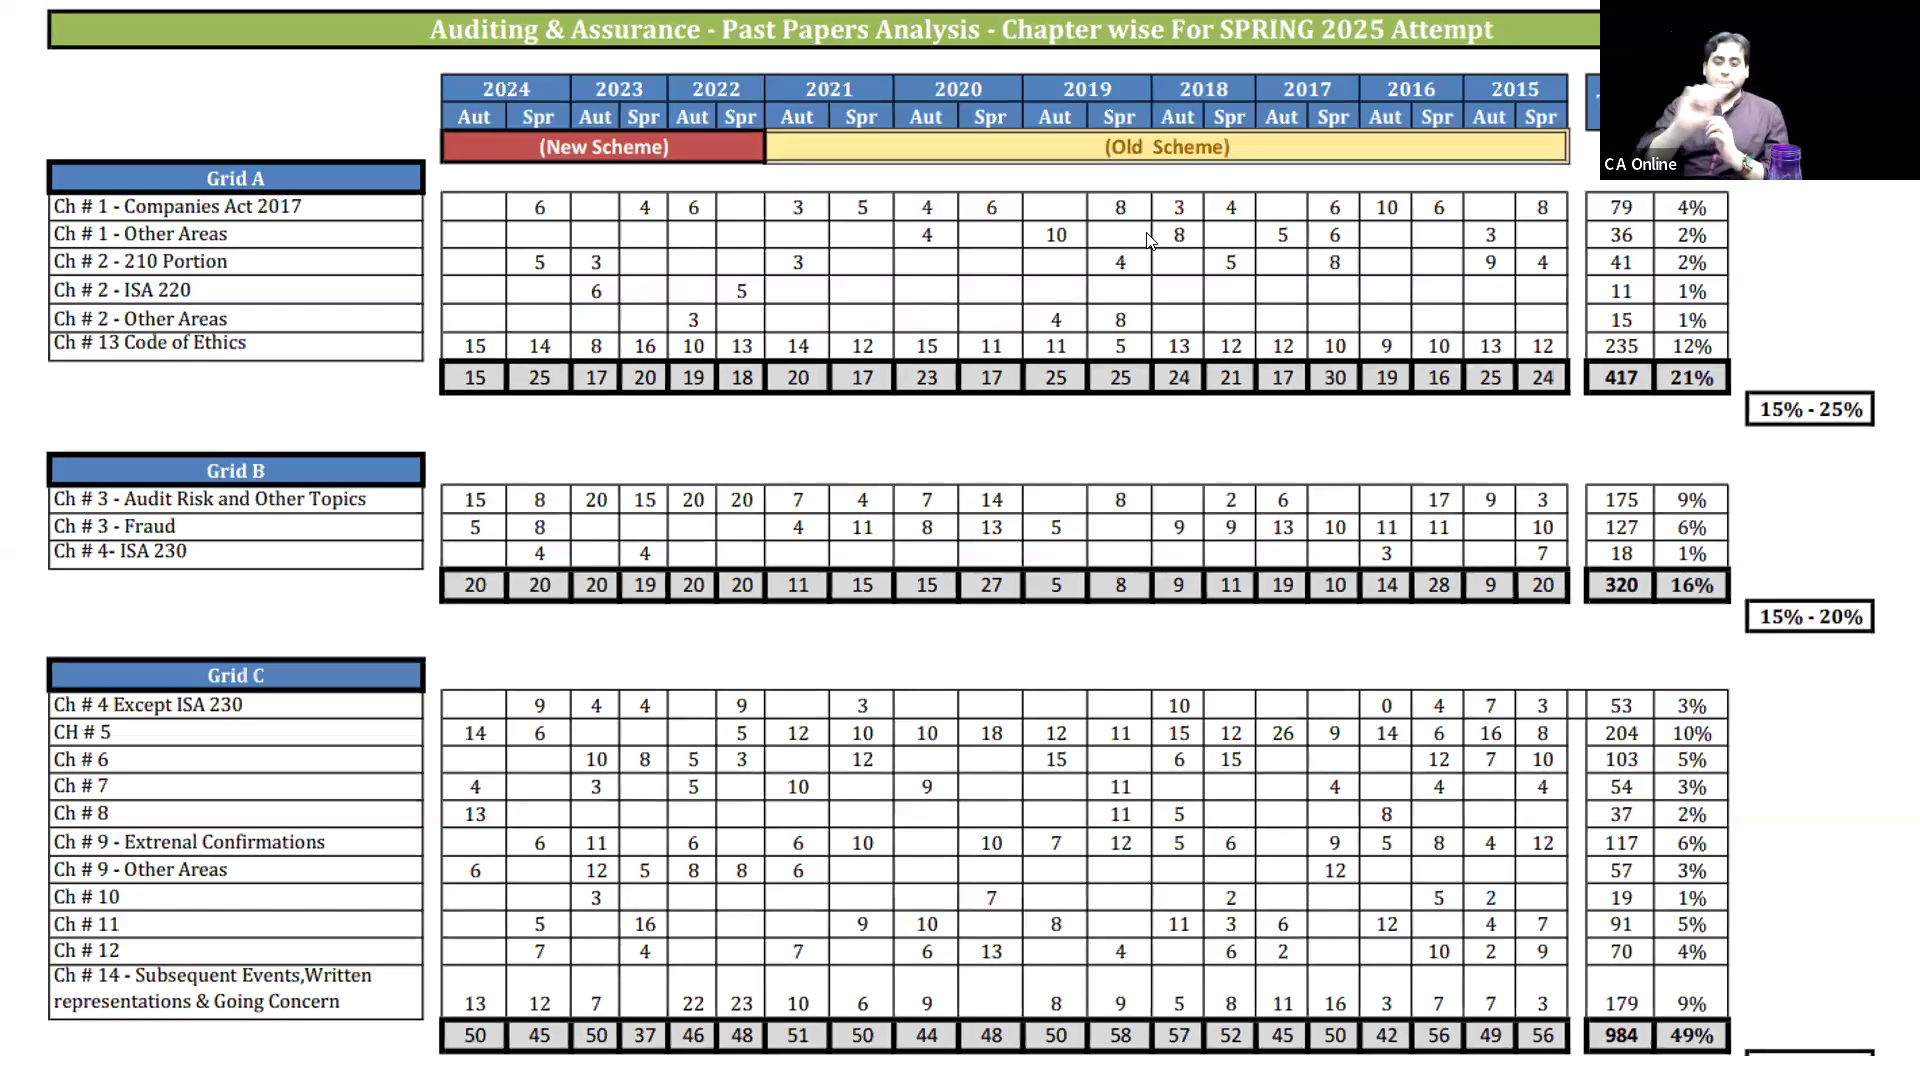 Auditing & Assurance - Past Papers Analysis - Chapter wise For SPRING 2025 Attempt
2024 2023 2022 2021 2020 2019 2018 2017 2016 2015
Aut Spr Aut Spr Aut Spr Aut Spr Aut Spr Aut Spr Aut Spr Aut Spr Aut Spr Aut Spr
(New Scheme) (Old Scheme)
CA Online
Grid A
Ch # 1 - Companies Act 2017 6 4 6 3 5 4 6 8 3 4 6 10 6 8 79 4%
Ch # 1 - Other Areas 4 10 8 5 6 3 36 2%
Ch # 2 - 210 Portion 5 3 3 4 5 8 9 4 41 2%
Ch # 2 - ISA 220 6 5 11 1%
Ch # 2 - Other Areas 3 4 8 15 1%
Ch # 13 Code of Ethics 15 14 8 16 10 13 14 12 15 11 11 5 13 12 12 10 9 10 13 12 235 12%
15 25 17 20 19 18 20 17 23 17 25 25 24 21 17 30 19 16 25 24 417 21%
15% - 25%
Grid B
Ch # 3 - Audit Risk and Other Topics 15 8 20 15 20 20 7 4 7 14 8 2 6 17 9 3 175 9%
Ch # 3 - Fraud 5 8 4 11 8 13 5 9 9 13 10 11 11 10 127 6%
Ch # 4- ISA 230 4 4 3 7 18 1%
20 20 20 19 20 20 11 15 15 27 5 8 9 11 19 10 14 28 9 20 320 16%
15% - 20%
Grid C
Ch # 4 Except ISA 230 9 4 4 9 3 10 0 4 7 3 53 3%
CH # 5 14 6 5 12 10 10 18 12 11 15 12 26 9 14 6 16 8 204 10%
Ch # 6 10 8 5 3 12 15 6 15 12 7 10 103 5%
Ch # 7 4 3 5 10 9 11 4 4 4 54 3%
Ch # 8 13 11 5 8 37 2%
Ch # 9 - Extrenal Confirmations 6 11 6 6 10 10 7 12 5 6 9 5 8 4 12 117 6%
Ch # 9 - Other Areas 6 12 5 8 8 6 12 57 3%
Ch # 10 3 7 2 5 2 19 1%
Ch # 11 5 16 9 10 8 11 3 6 12 4 7 91 5%
Ch # 12 7 4 7 6 13 4 6 2 10 2 9 70 4%
Ch # 14 - Subsequent Events,Written
representations & Going Concern 13 12 7 22 23 10 6 9 8 9 5 8 11 16 3 7 7 3 179 9%
50 45 50 37 46 48 51 50 44 48 50 58 57 52 45 50 42 56 49 56 984 49%